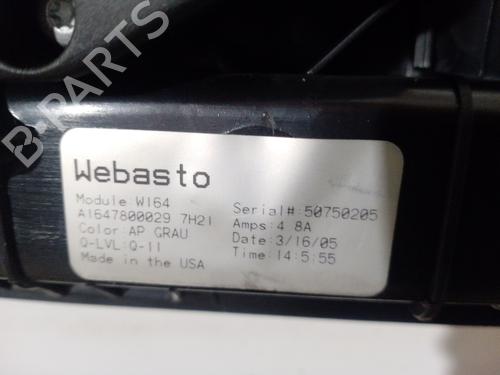 Webasto
Module W164
A1647800029 7H21
Color:AP GRAU
Q-LVL:Q-11
Made in the USA
Serial#:50750205
Amps:4.8A
Date:3/16/05
Time:14:5:55
B-PARTS